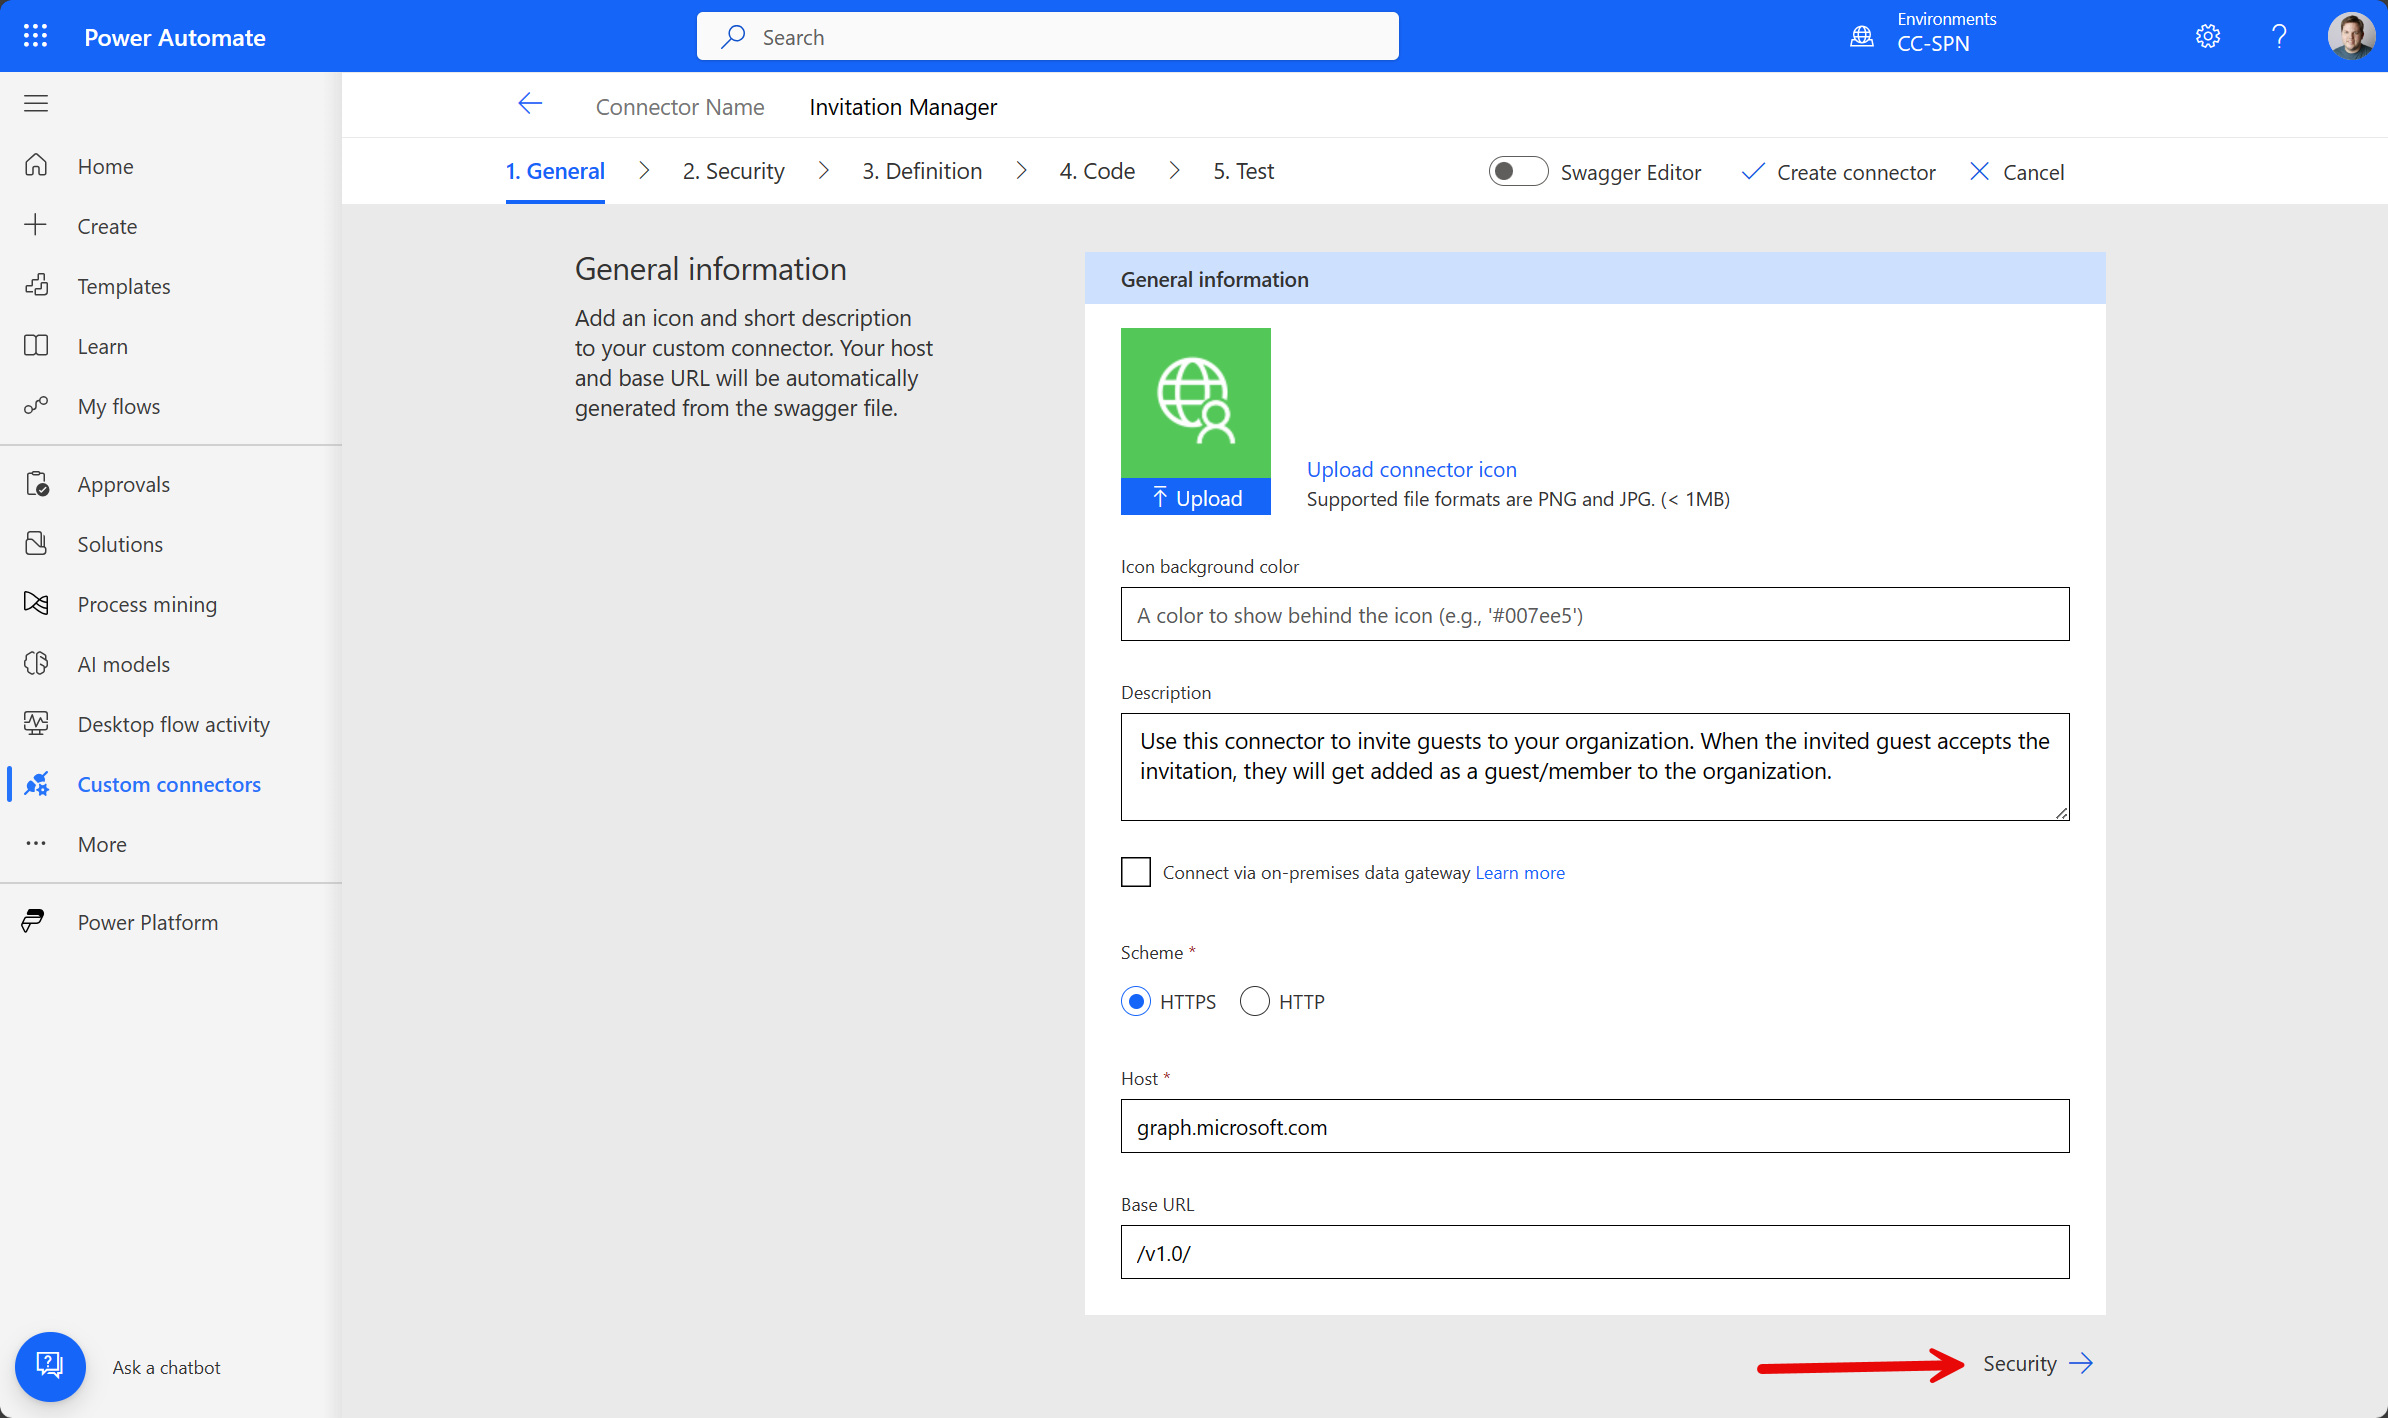 Power Automate
Search
Environments
CC-SPN
?
Connector Name
Invitation Manager
1. General
2. Security
3. Definition
4. Code
5. Test
Swagger Editor
Create connector
Cancel
Home
Create
Templates
Learn
My flows
Approvals
Solutions
Process mining
AI models
Desktop flow activity
Custom connectors
More
Power Platform
Ask a chatbot
General information
Add an icon and short description
to your custom connector. Your host
and base URL will be automatically
generated from the swagger file.
General information
Upload
Upload connector icon
Supported file formats are PNG and JPG. (< 1MB)
Icon background color
A color to show behind the icon (e.g., '#007ee5')
Description
Use this connector to invite guests to your organization. When the invited guest accepts the
invitation, they will get added as a guest/member to the organization.
Connect via on-premises data gateway Learn more
Scheme *
HTTPS
HTTP
Host *
graph.microsoft.com
Base URL
/v1.0/
Security